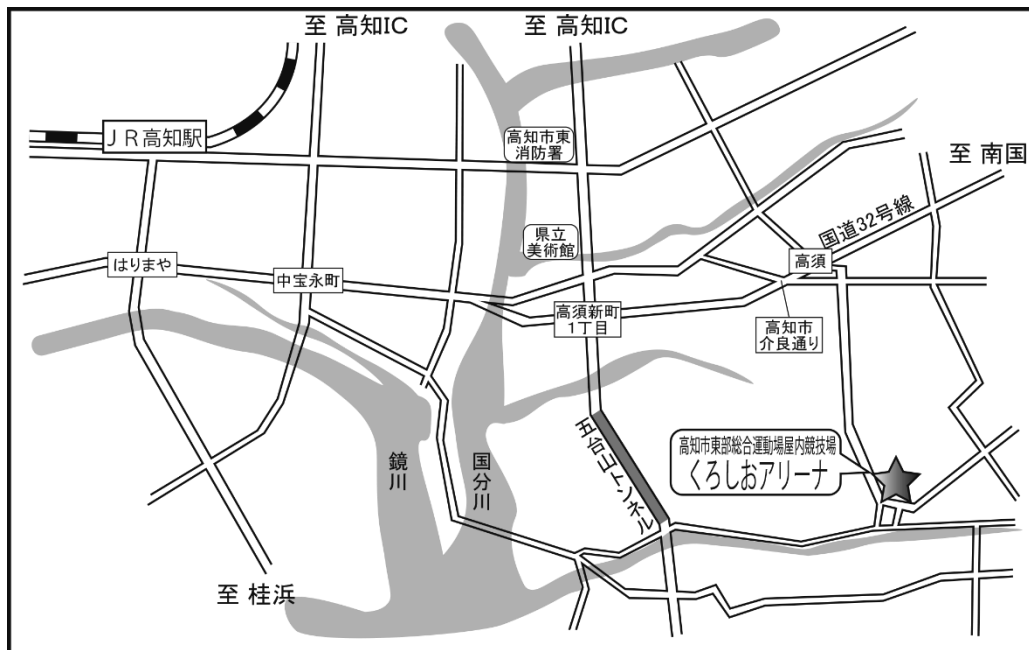 至 高知IC
至 高知IC
JR高知駅
高知市東
消防署
至 南国
国道32号線
県立
美術館
はりまや
中宝永町
高須
高須新町
1丁目
高知市
介良通り
鏡川
国分川
五台山トンネル
高知市東部総合運動場屋内競技場
くろしおアリーナ
至 桂浜